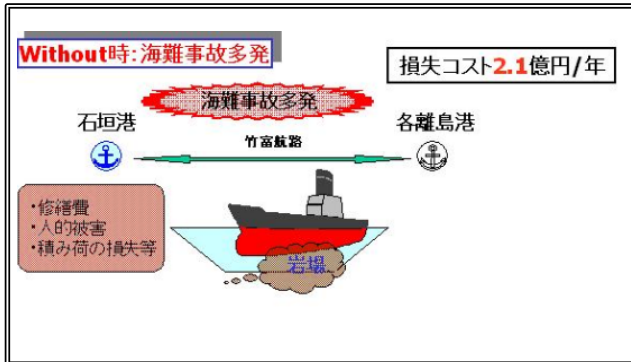 Without時:海難事故多発
損失コスト2.1億円/年
海難事故多発
石垣港
各離島港
竹富航路
・修繕費
・人的被害
・積み荷の損失等
岩場